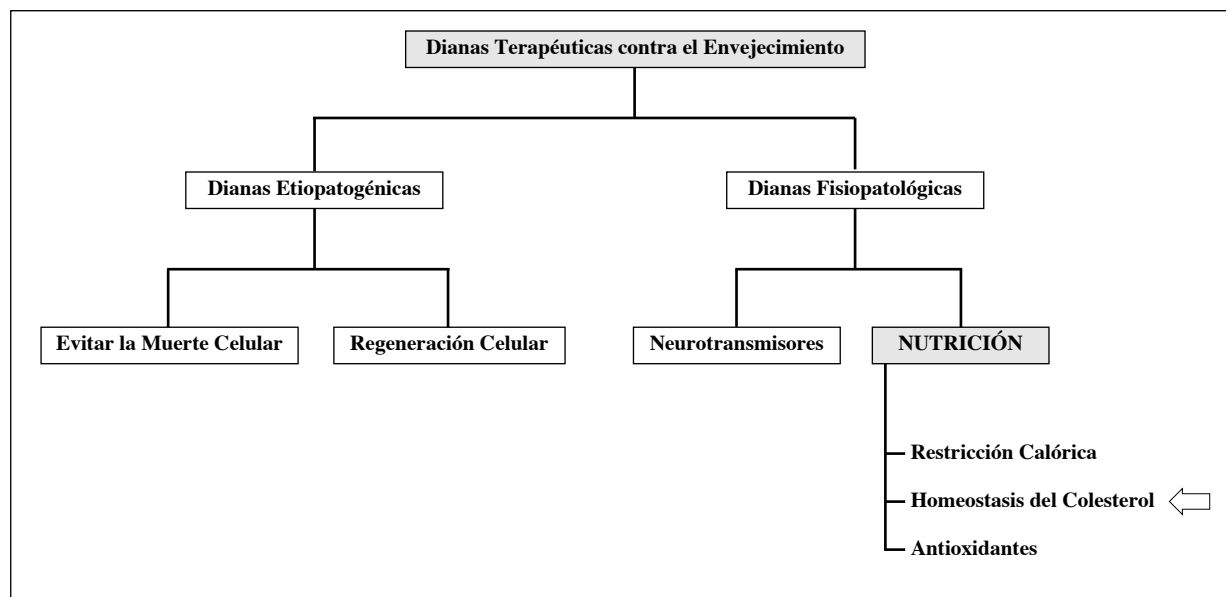 Dianas Terapéuticas contra el Envejecimiento
Dianas Etiopatogénicas
Dianas Fisiopatológicas
Evitar la Muerte Celular
Regeneración Celular
Neurotransmisores
NUTRICIÓN
Restricción Calórica
Homeostasis del Colesterol
Antioxidantes